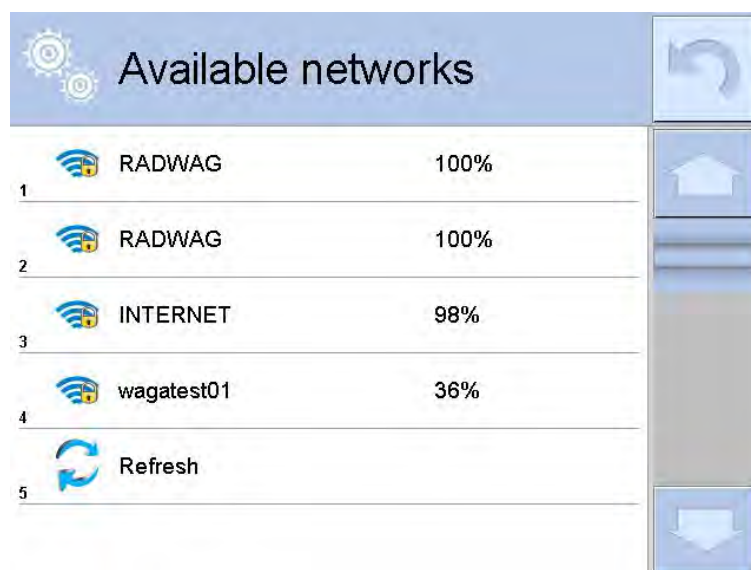 Available networks
RADWAG 100%
1
RADWAG 100%
2
INTERNET 98%
3
wagatest01 36%
4
Refresh
5